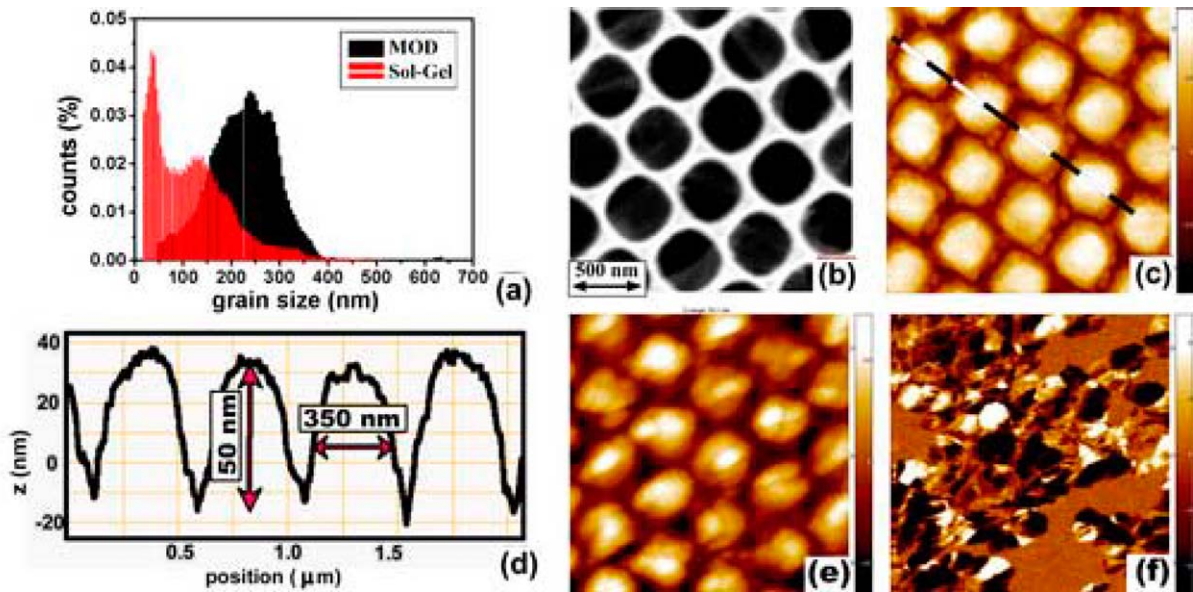 0.05
0.04
0.03
0.02
0.01
0.00
counts (%)
MOD
Sol-Gel
0 100 200 300 400 500 600 700
grain size (nm)
(a)
500 nm
(b)
(c)
40
20
0
-20
z (nm)
50 nm
350 nm
0.5 1.0 1.5
position ( µm)
(d)
(e)
(f)